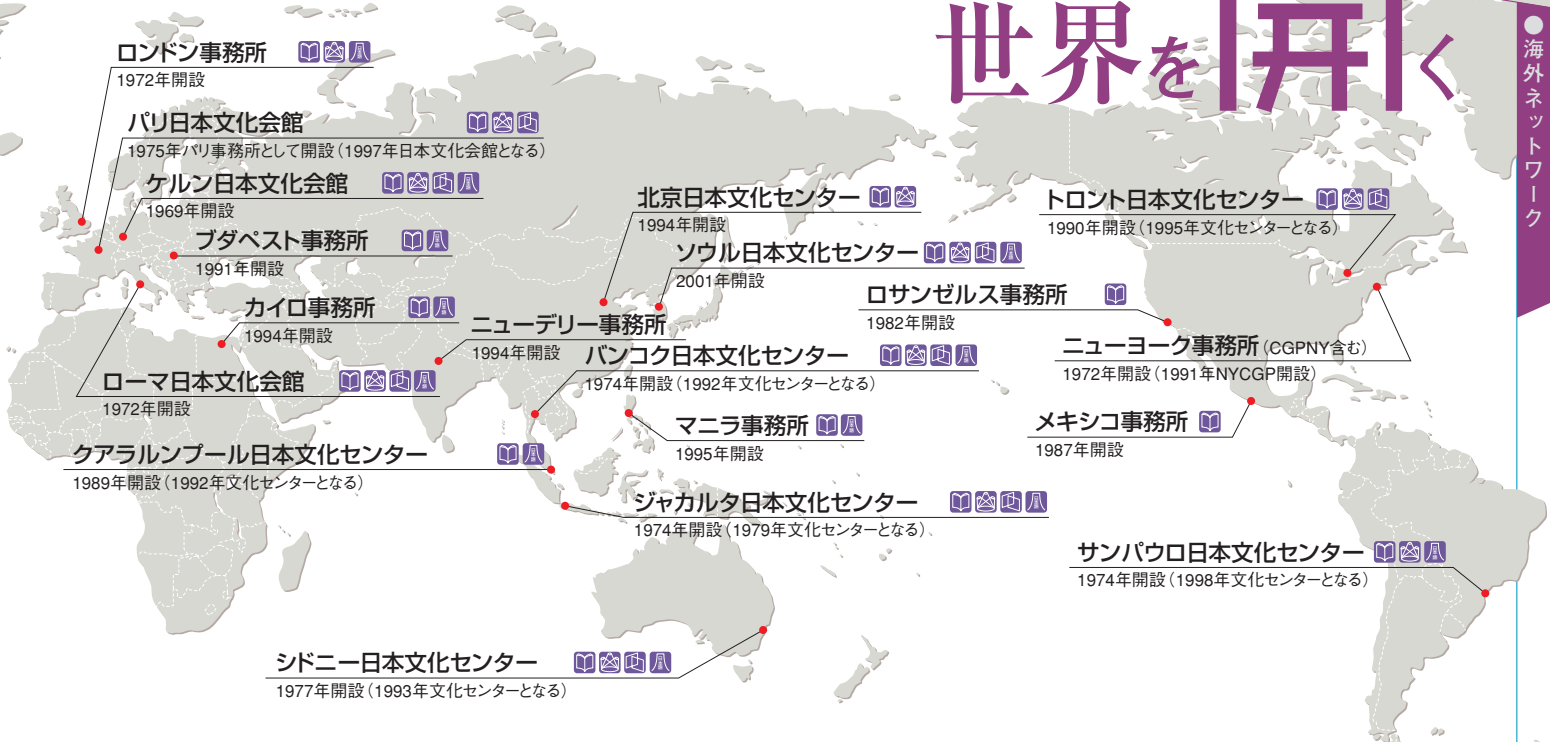 世界を開く
●海外ネットワーク
ロンドン事務所
1972年開設
パリ日本文化会館
1975年パリ事務所として開設（1997年日本文化会館となる）
ケルン日本文化会館
1969年開設
ブダペスト事務所
1991年開設
カイロ事務所
1994年開設
ローマ日本文化会館
1972年開設
北京日本文化センター
1994年開設
ソウル日本文化センター
2001年開設
ニューデリー事務所
1994年開設
バンコク日本文化センター
1974年開設（1992年文化センターとなる）
マニラ事務所
1995年開設
クアラルンプール日本文化センター
1989年開設（1992年文化センターとなる）
ジャカルタ日本文化センター
1974年開設（1979年文化センターとなる）
シドニー日本文化センター
1977年開設（1993年文化センターとなる）
トロント日本文化センター
1990年開設（1995年文化センターとなる）
ロサンゼルス事務所
1982年開設
ニューヨーク事務所（CGPNY含む）
1972年開設（1991年NYCGP開設）
メキシコ事務所
1987年開設
サンパウロ日本文化センター
1974年開設（1998年文化センターとなる）